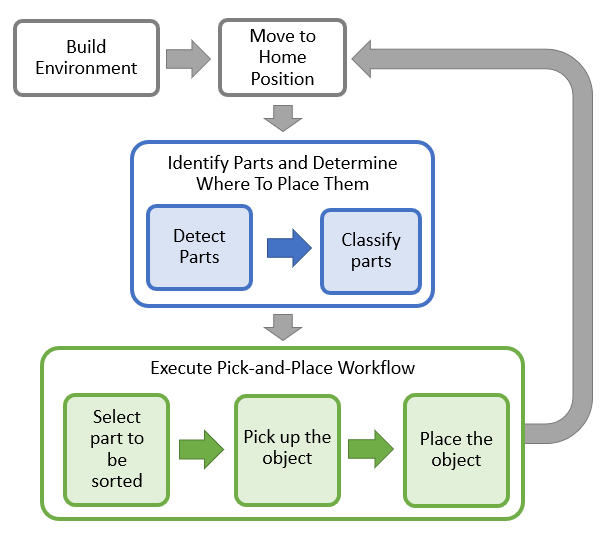 Build
Environment
Move to
Home
Position
Identify Parts and Determine
Where To Place Them
Detect
Parts
Classify
parts
Execute Pick-and-Place Workflow
Select
part to
be
sorted
Pick up the
object
Place the
object